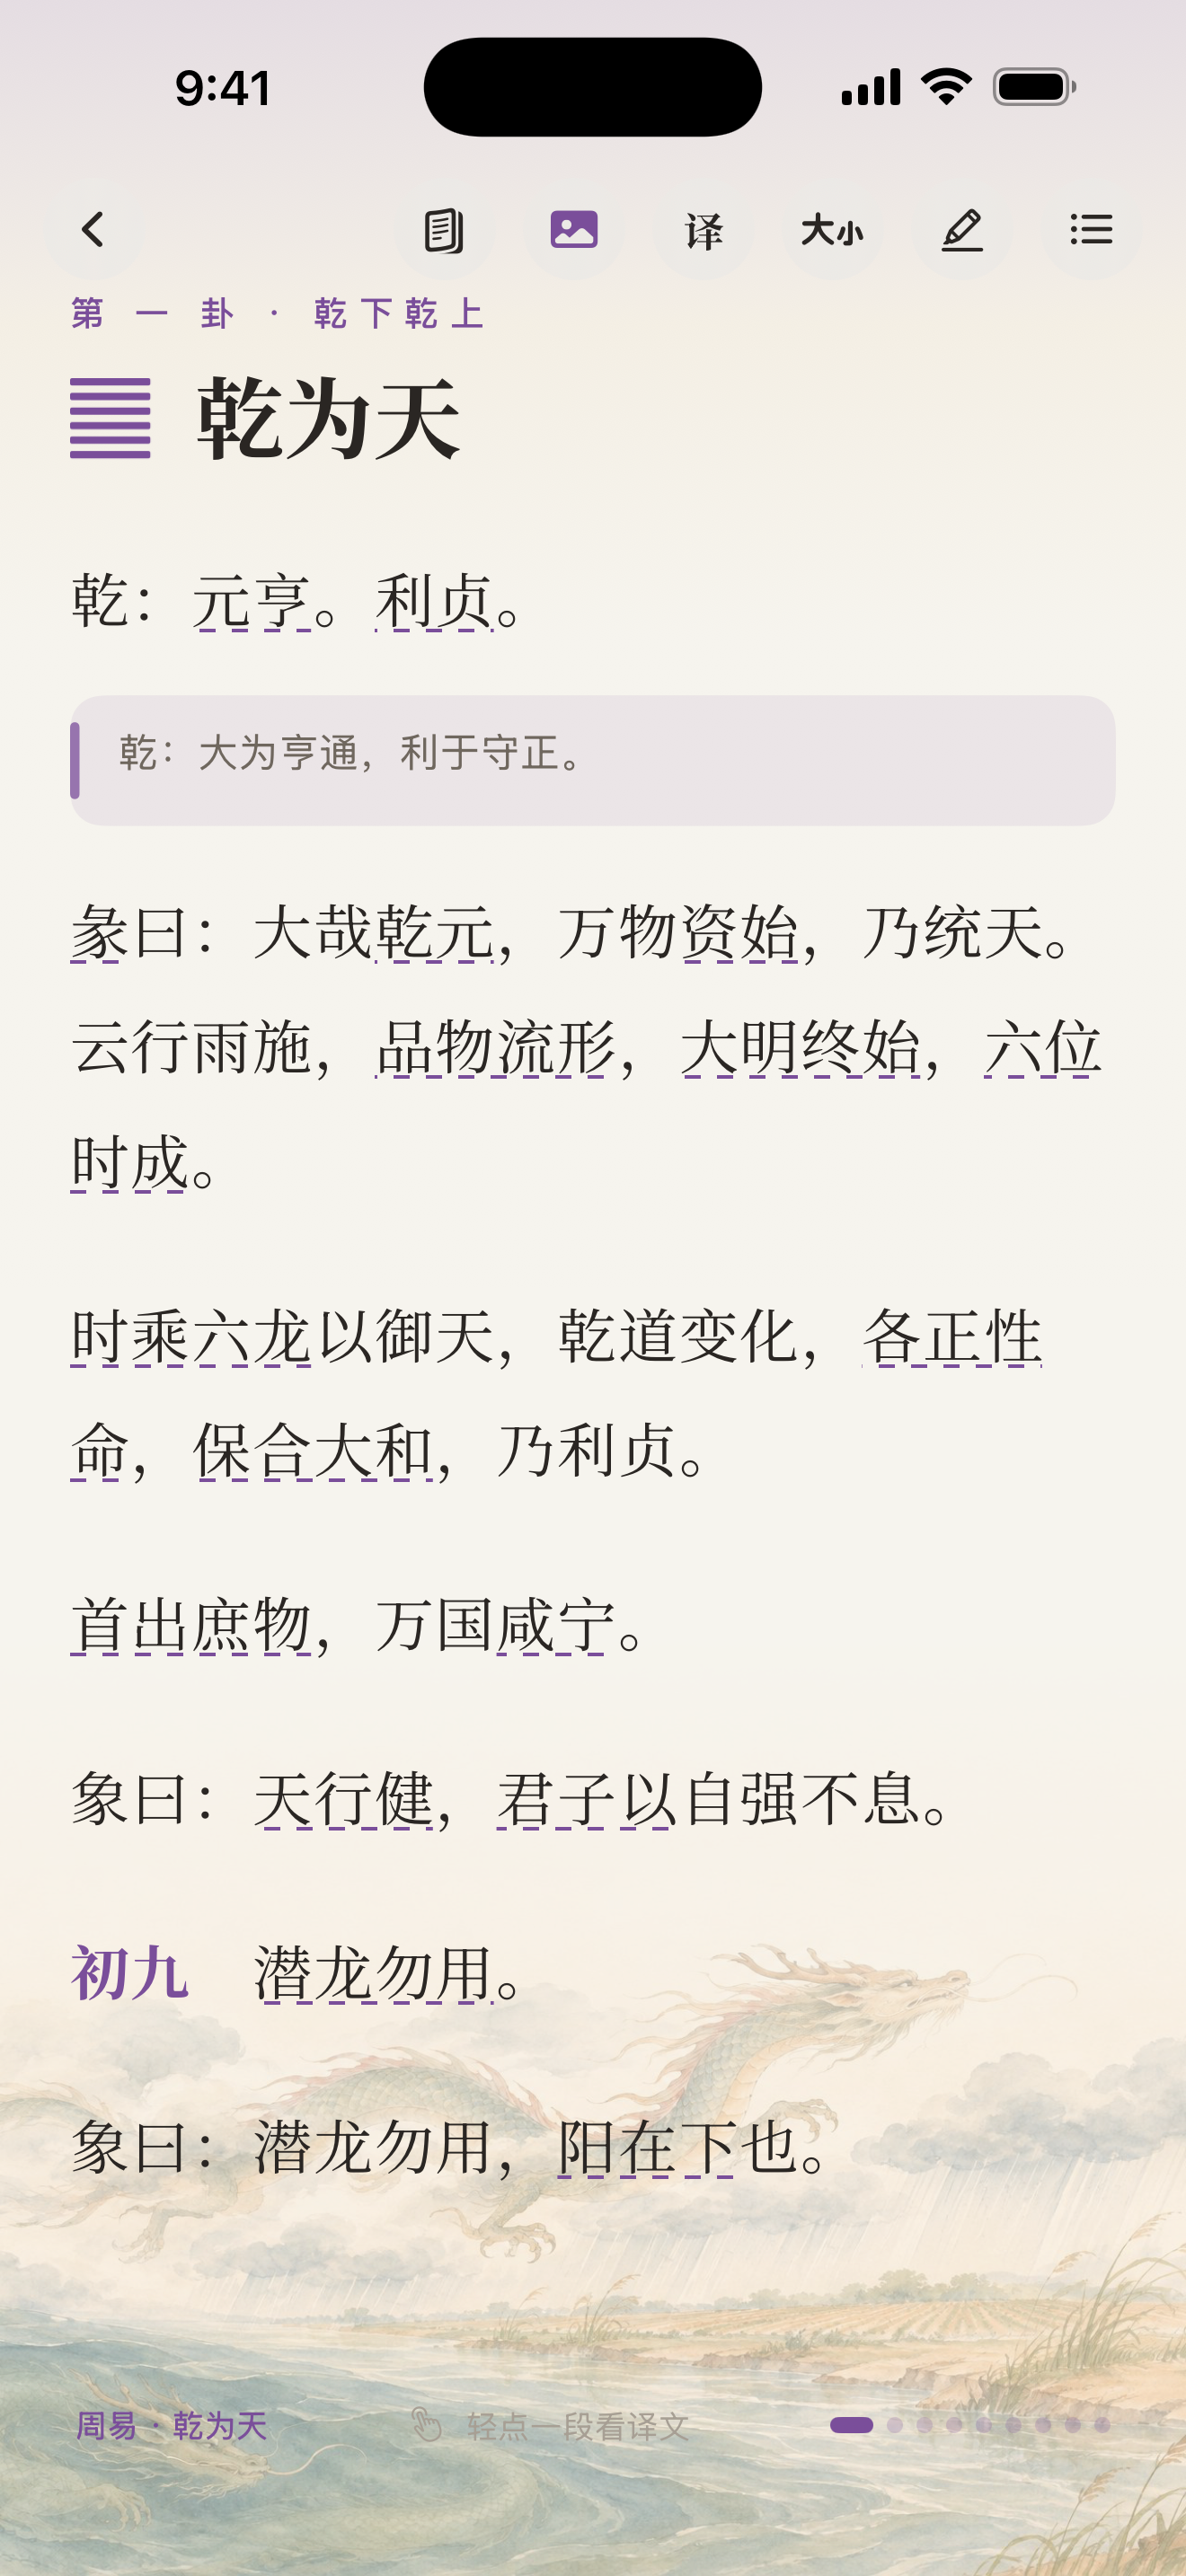 9:41
译 大小
第一卦·乾下乾上
乾为天
乾：元亨。利贞。
乾：大为亨通，利于守正。
彖曰：大哉乾元，万物资始，乃统天。
云行雨施，品物流形，大明终始，六位
时成。
时乘六龙以御天，乾道变化，各正性
命，保合大和，乃利贞。
首出庶物，万国咸宁。
象曰：天行健，君子以自强不息。
初九 潜龙勿用。
象曰：潜龙勿用，阳在下也。
周易·乾为天 轻点一段看译文